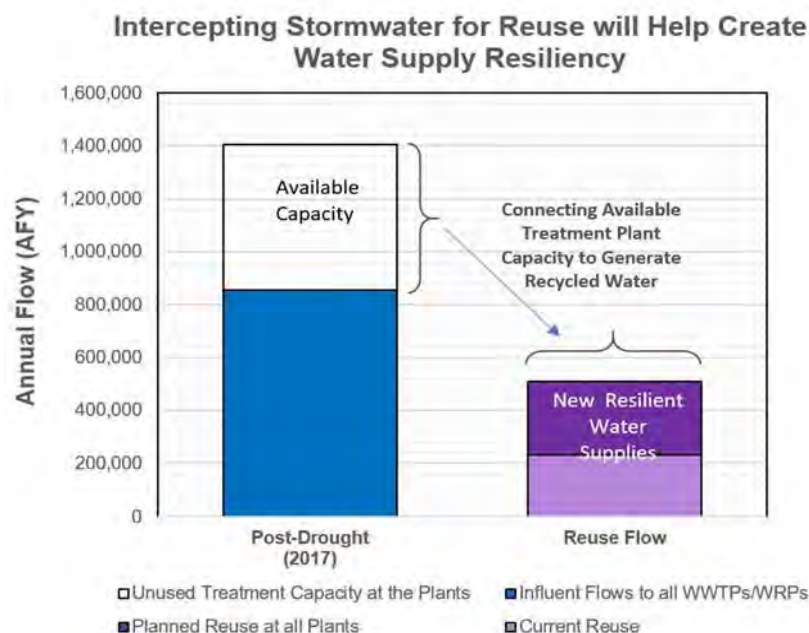 Intercepting Stormwater for Reuse will Help Create
Water Supply Resiliency
Annual Flow (AFY)
1,600,000
1,400,000
1,200,000
1,000,000
800,000
600,000
400,000
200,000
0
Available
Capacity
Connecting Available
Treatment Plant
Capacity to Generate
Recycled Water
New Resilient
Water
Supplies
Post-Drought
(2017)
Reuse Flow
Unused Treatment Capacity at the Plants
Influent Flows to all WWTPs/WRPs
Planned Reuse at all Plants
Current Reuse